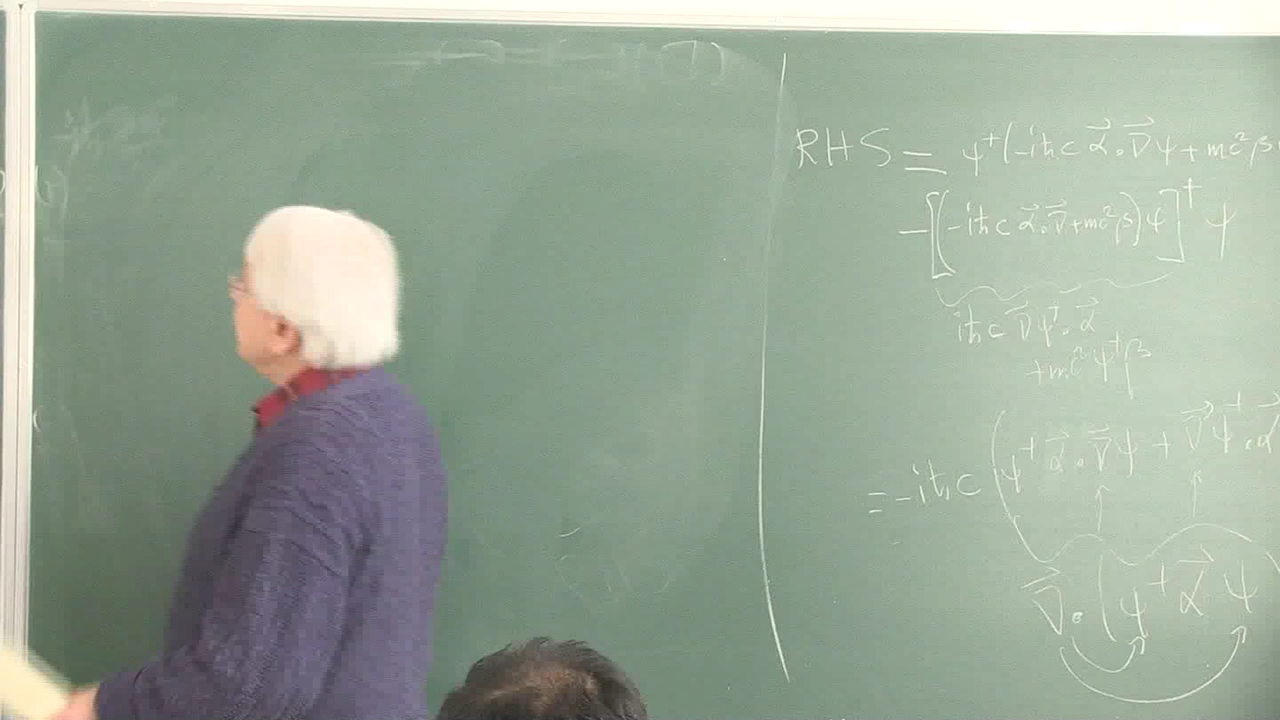 RHS = ψ†(-iħc α⃗·∇⃗ψ + mc²β
-[(-iħc α⃗·∇⃗ + mc²β)ψ]† ψ
iħc ∇⃗ψ†·α⃗
+mc²ψ†β
= -iħc (ψ†α⃗·∇⃗ψ + ∇⃗ψ†·α⃗
∇⃗·(ψ†α⃗ψ